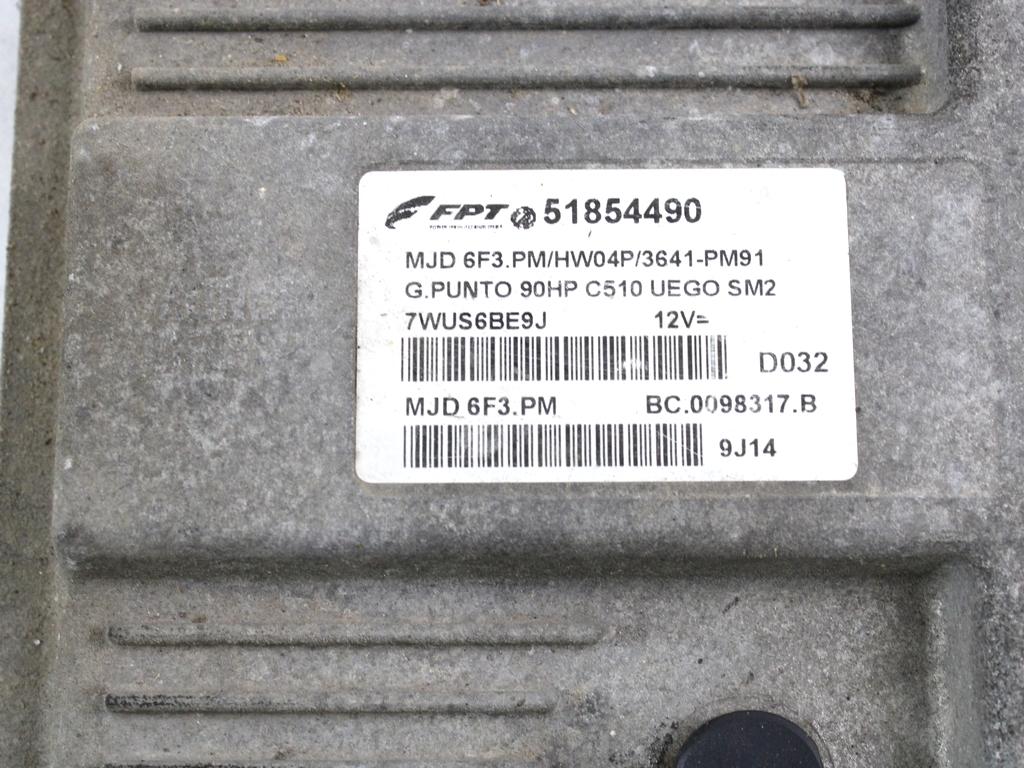 FPT 51854490
MJD 6F3.PM/HW04P/3641-PM91
G.PUNTO 90HP C510 UEGO SM2
7WUS6BE9J 12V=
D032
MJD 6F3.PM BC.0098317.B
9J14